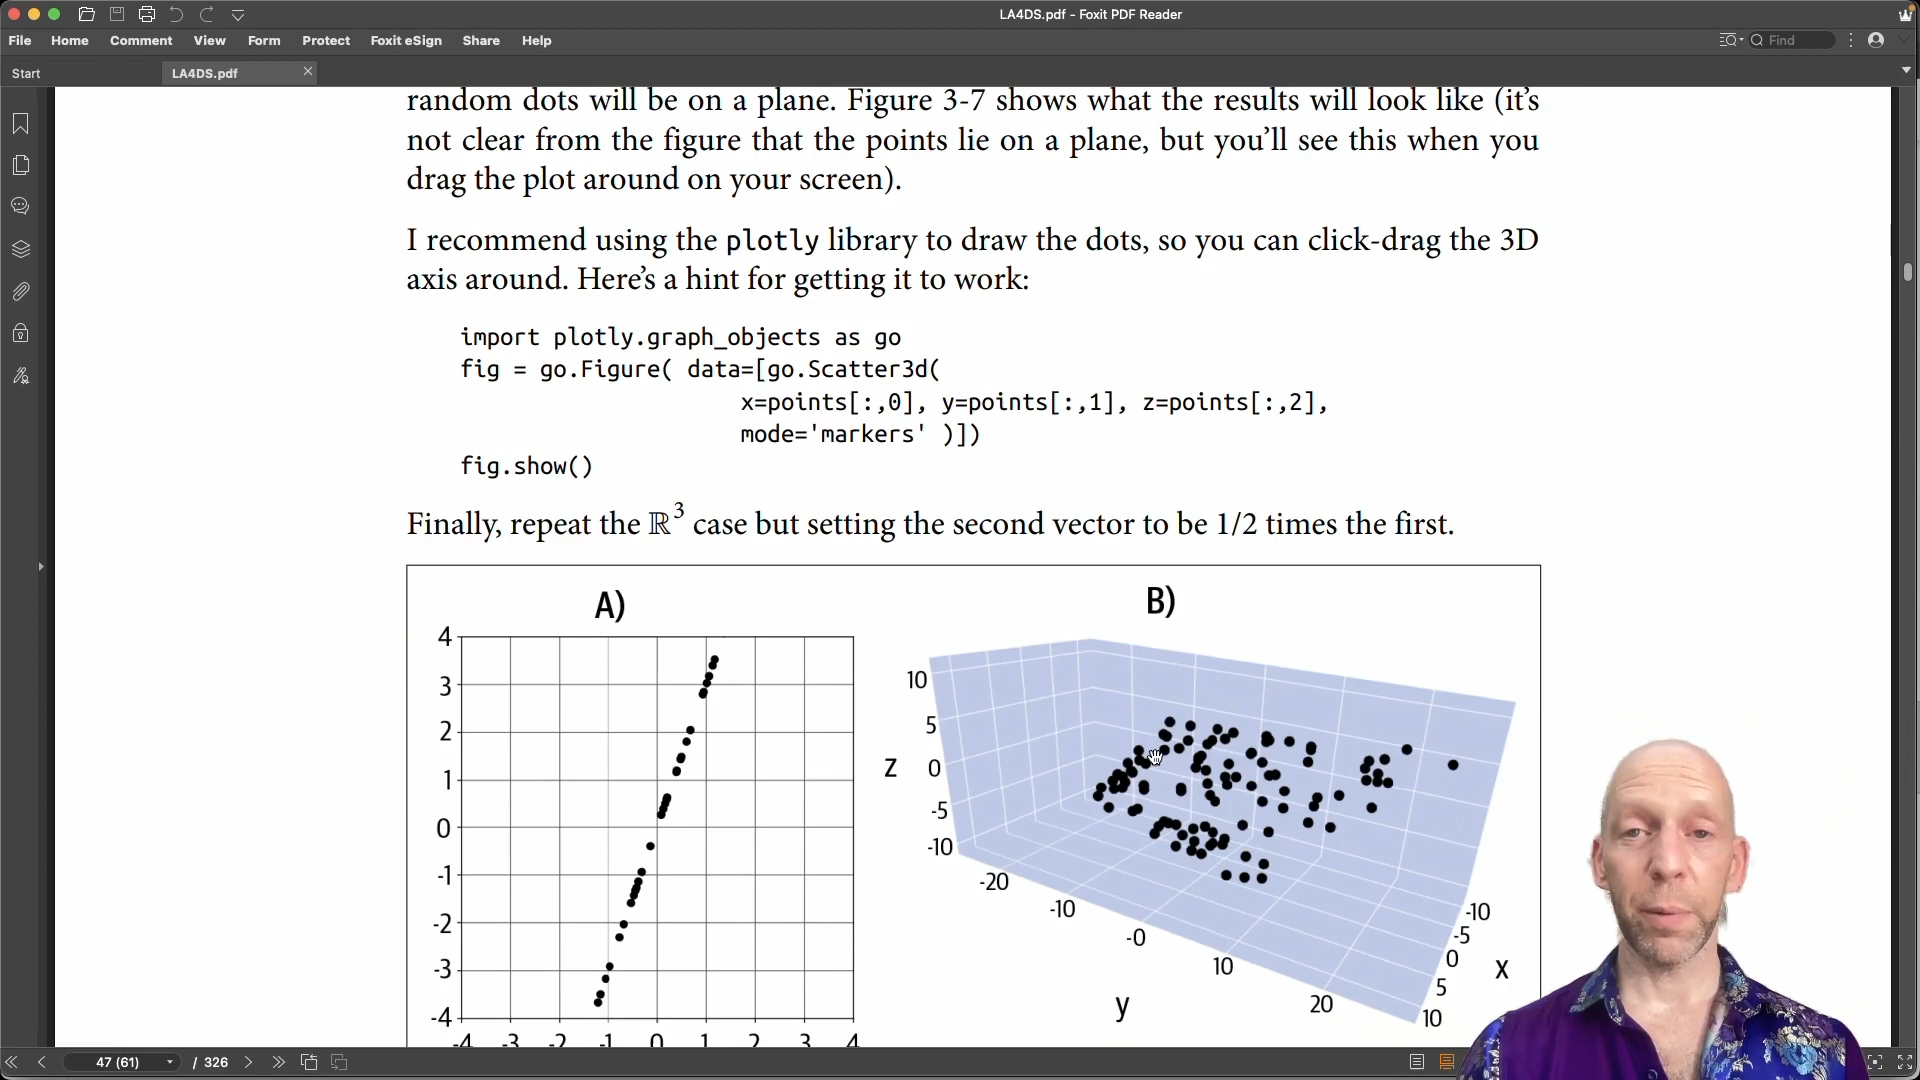 LA4DS.pdf - Foxit PDF Reader
File Home Comment View Form Protect Foxit eSign Share Help
Find
Start
LA4DS.pdf
random dots will be on a plane. Figure 3-7 shows what the results will look like (it's
not clear from the figure that the points lie on a plane, but you'll see this when you
drag the plot around on your screen).
I recommend using the plotly library to draw the dots, so you can click-drag the 3D
axis around. Here's a hint for getting it to work:
import plotly.graph_objects as go
fig = go.Figure( data=[go.Scatter3d(
x=points[:,0], y=points[:,1], z=points[:,2],
mode='markers' )])
fig.show()
Finally, repeat the ℝ³ case but setting the second vector to be 1/2 times the first.
A)
4
3
2
1
0
-1
-2
-3
-4
-4 -3 -2 -1 0 1 2 3 4
B)
10
5
z 0
-5
-10
-20
-10
-0
10
20
y
-10
-5
0
5
10
x
47 (61) / 326